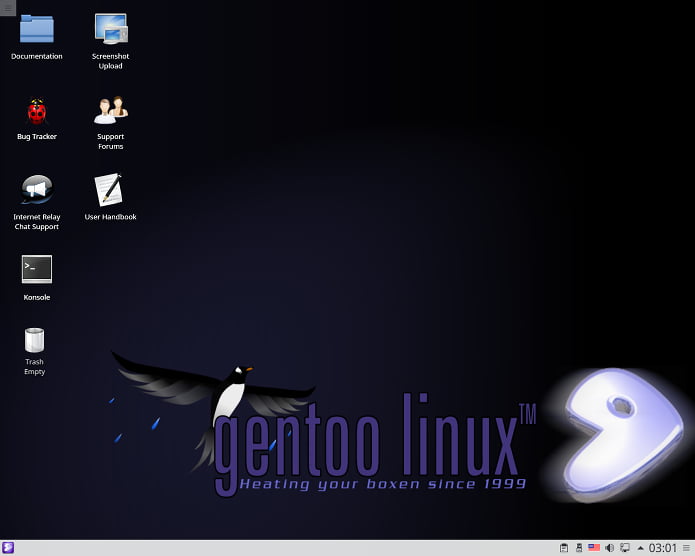 Documentation
Screenshot
Upload
Bug Tracker
Support
Forums
Internet Relay
Chat Support
User Handbook
>_
Konsole
Trash
Empty
gentoo linux™
Heating your boxen since 1999
03:01